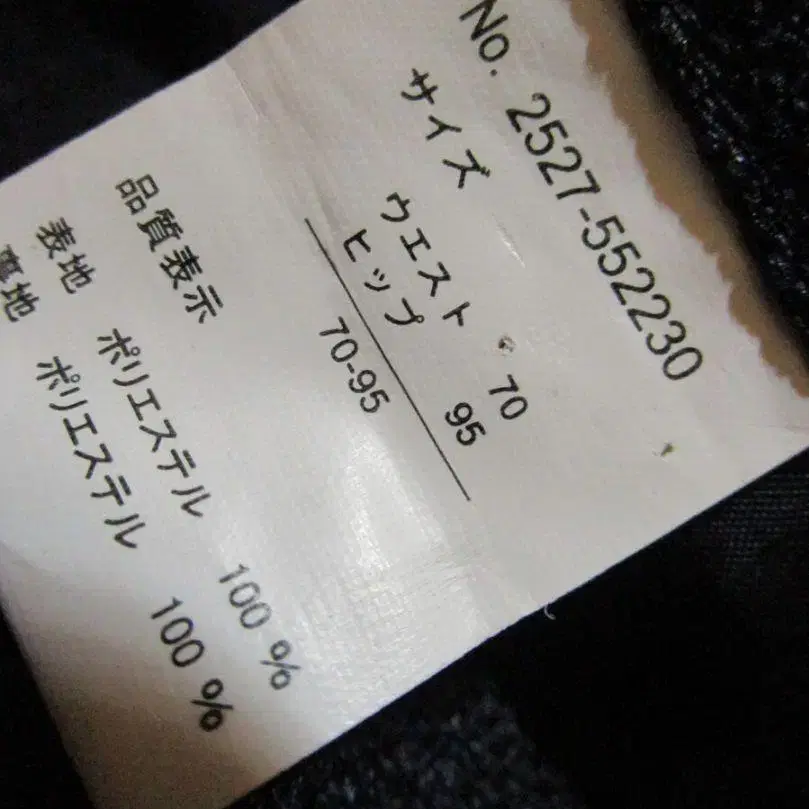 No. 2527-552230
サイズ
ウエスト 70
ヒップ 95
70-95
品質表示
表地 ポリエステル 100 %
裏地 ポリエステル 100 %